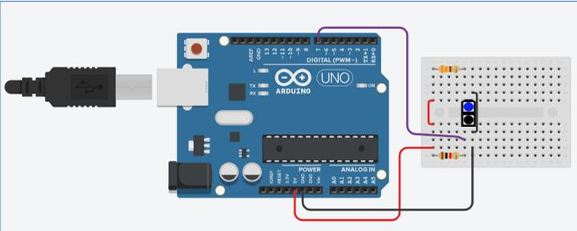 AREF
GND
13
12
~11
~10
~9
8
7
~6
~5
4
~3
2
TX→1
RX←0
DIGITAL (PWM ~)
L
TX
RX
UNO
ARDUINO
ON
POWER
ANALOG IN
IOREF
RESET
3.3V
5V
GND
GND
Vin
A0
A1
A2
A3
A4
A5